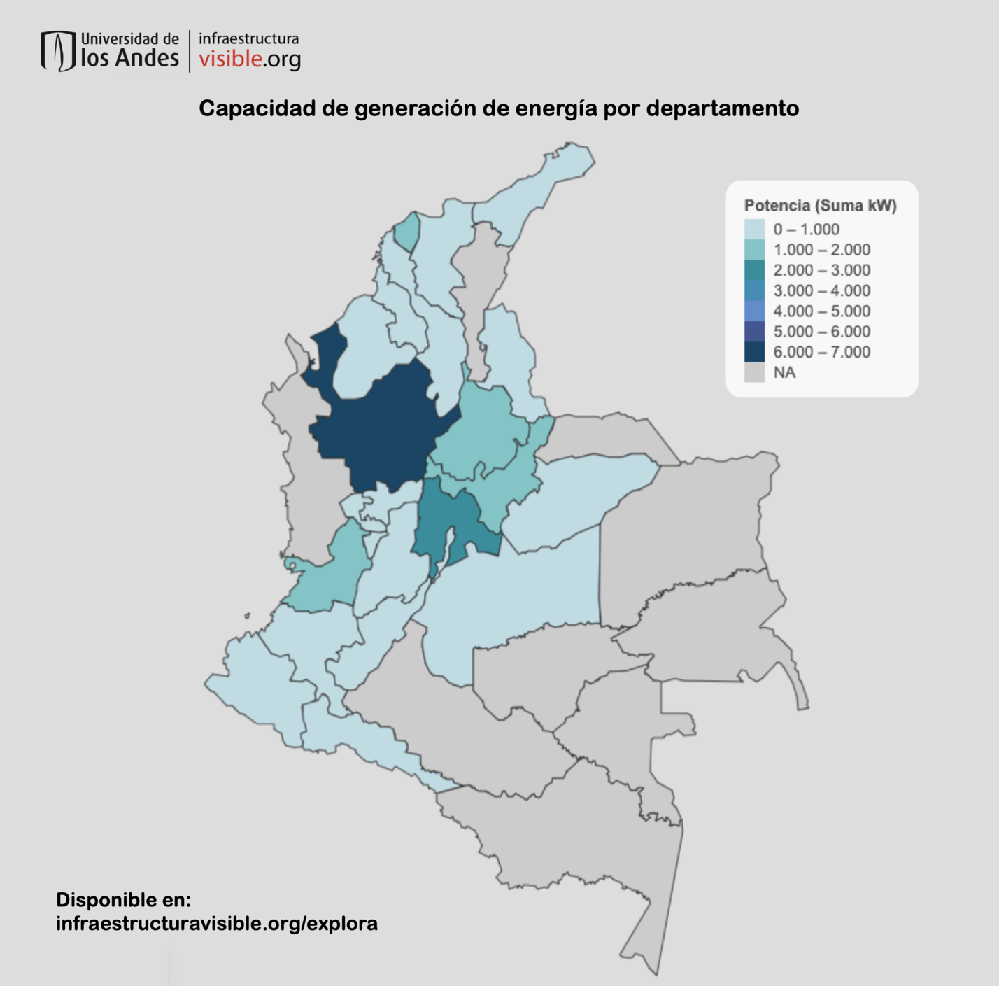 Universidad de
los Andes
infraestructura
visible.org
Capacidad de generación de energía por departamento
Potencia (Suma kW)
0 – 1.000
1.000 – 2.000
2.000 – 3.000
3.000 – 4.000
4.000 – 5.000
5.000 – 6.000
6.000 – 7.000
NA
Disponible en:
infraestructuravisible.org/explora